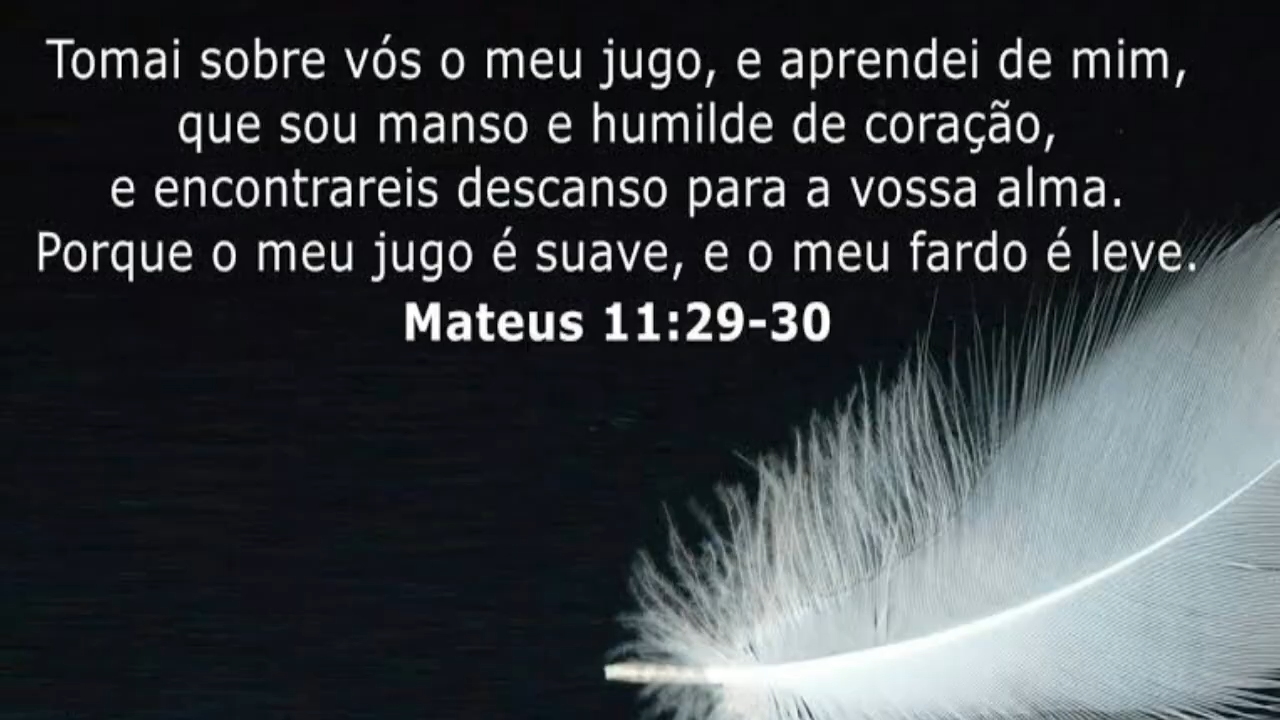 Tomai sobre vós o meu jugo, e aprendei de mim,
que sou manso e humilde de coração,
e encontrareis descanso para a vossa alma.
Porque o meu jugo é suave, e o meu fardo é leve.
Mateus 11:29-30